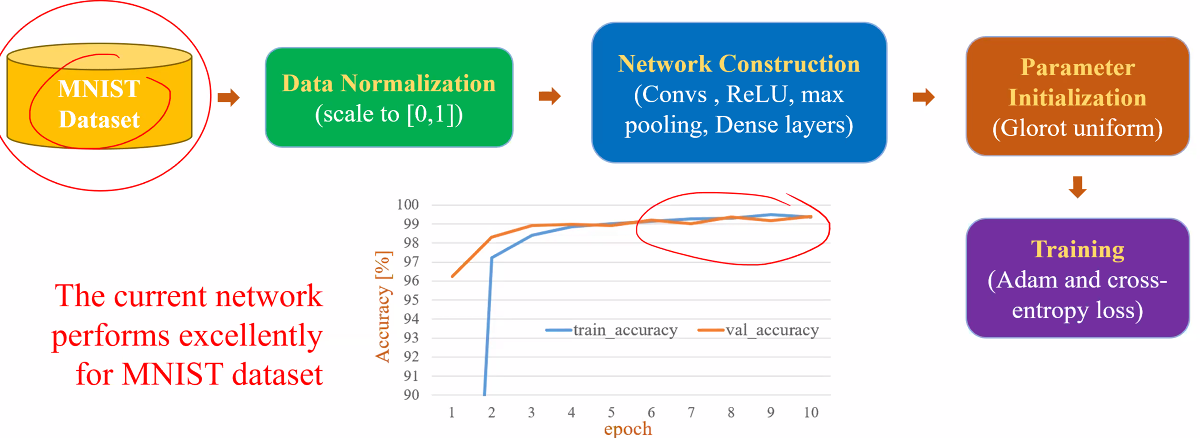 MNIST
Dataset
Data Normalization
(scale to [0,1])
Network Construction
(Convs , ReLU, max
pooling, Dense layers)
Parameter
Initialization
(Glorot uniform)
Training
(Adam and cross-
entropy loss)
The current network
performs excellently
for MNIST dataset
Accuracy [%]
100
99
98
97
96
95
94
93
92
91
90
train_accuracy val_accuracy
1 2 3 4 5 6 7 8 9 10
epoch